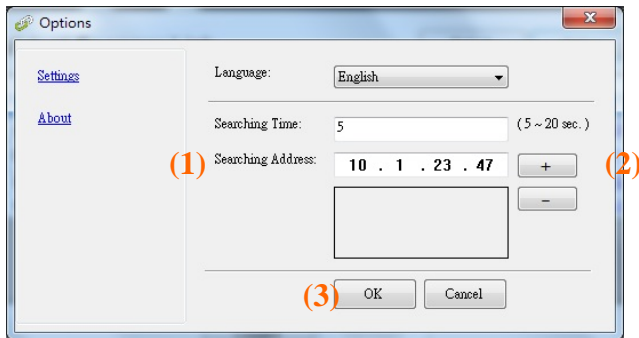 Options
x
Settings
About
Language:
English
Searching Time:
5
( 5 ~ 20 sec. )
(1)
Searching Address:
10 . 1 . 23 . 47
+
(2)
-
(3)
OK
Cancel